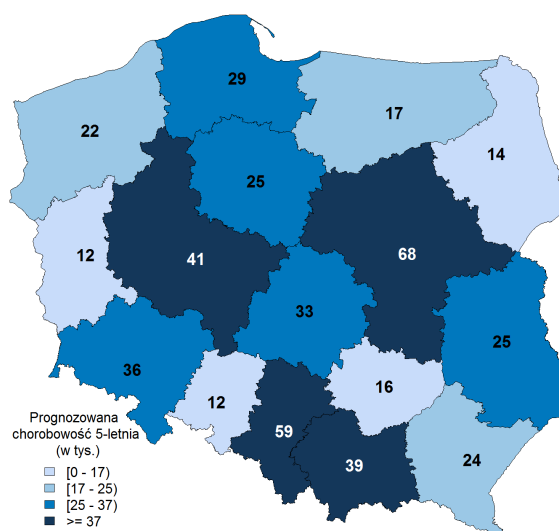 29
22
17
14
25
12
41
68
33
25
36
12
16
59
39
24
Prognozowana
chorobowość 5-letnia
(w tys.)
[0 - 17)
[17 - 25)
[25 - 37)
>= 37